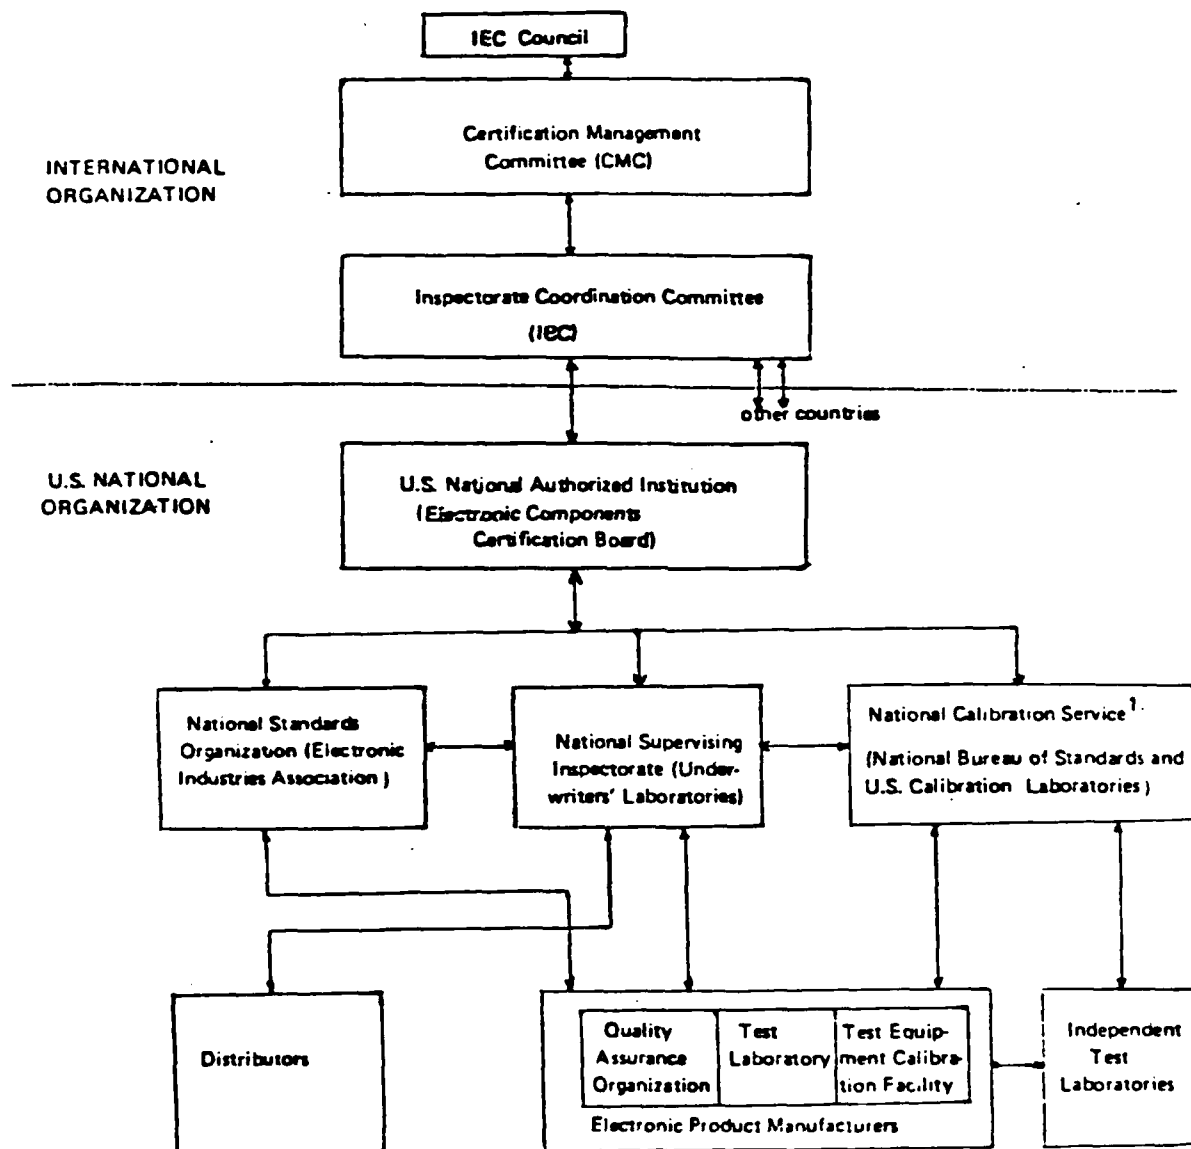 IEC Council
Certification Management
Committee (CMC)
INTERNATIONAL
ORGANIZATION
Inspectorate Coordination Committee
(IEC)
other countries
U.S. NATIONAL
ORGANIZATION
U.S. National Authorized Institution
(Electronic Components
Certification Board)
National Standards
Organization (Electronic
Industries Association)
National Supervising
Inspectorate (Under-
writers' Laboratories)
National Calibration Service1.
(National Bureau of Standards and
U.S. Calibration Laboratories)
Distributors
Quality
Assurance
Organization
Test
Laboratory
Test Equip-
ment Calibra-
tion Facility
Electronic Product Manufacturers
Independent
Test
Laboratories